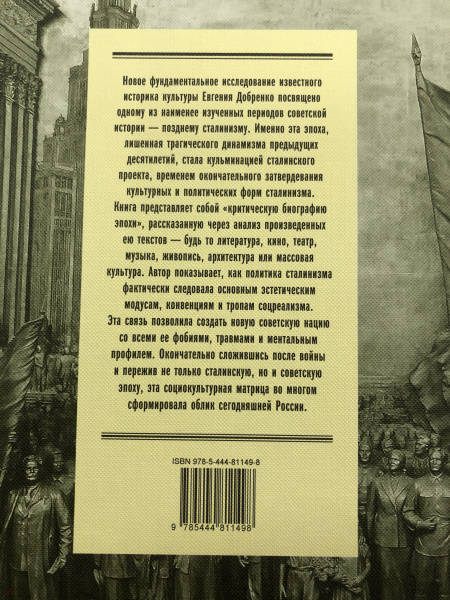 Новое фундаментальное исследование известного
историка культуры Евгения Добренко посвящено
одному из наименее изученных периодов советской
истории — позднему сталинизму. Именно эта эпоха,
лишенная трагического динамизма предыдущих
десятилетий, стала кульминацией сталинского
проекта, временем окончательного затвердевания
культурных и политических форм сталинизма.
Книга представляет собой «критическую биографию
эпохи», рассказанную через анализ произведенных
ею текстов — будь то литература, кино, театр,
музыка, живопись, архитектура или массовая
культура. Автор показывает, как политика сталинизма
фактически следовала основным эстетическим
модусам, конвенциям и тропам соцреализма.
Эта связь позволила создать новую советскую нацию
со всеми ее фобиями, травмами и ментальным
профилем. Окончательно сложившись после войны
и пережив не только сталинскую, но и советскую
эпоху, эта социокультурная матрица во многом
сформировала облик сегодняшней России.
ISBN 978-5-444-81149-8
9 785444 811498